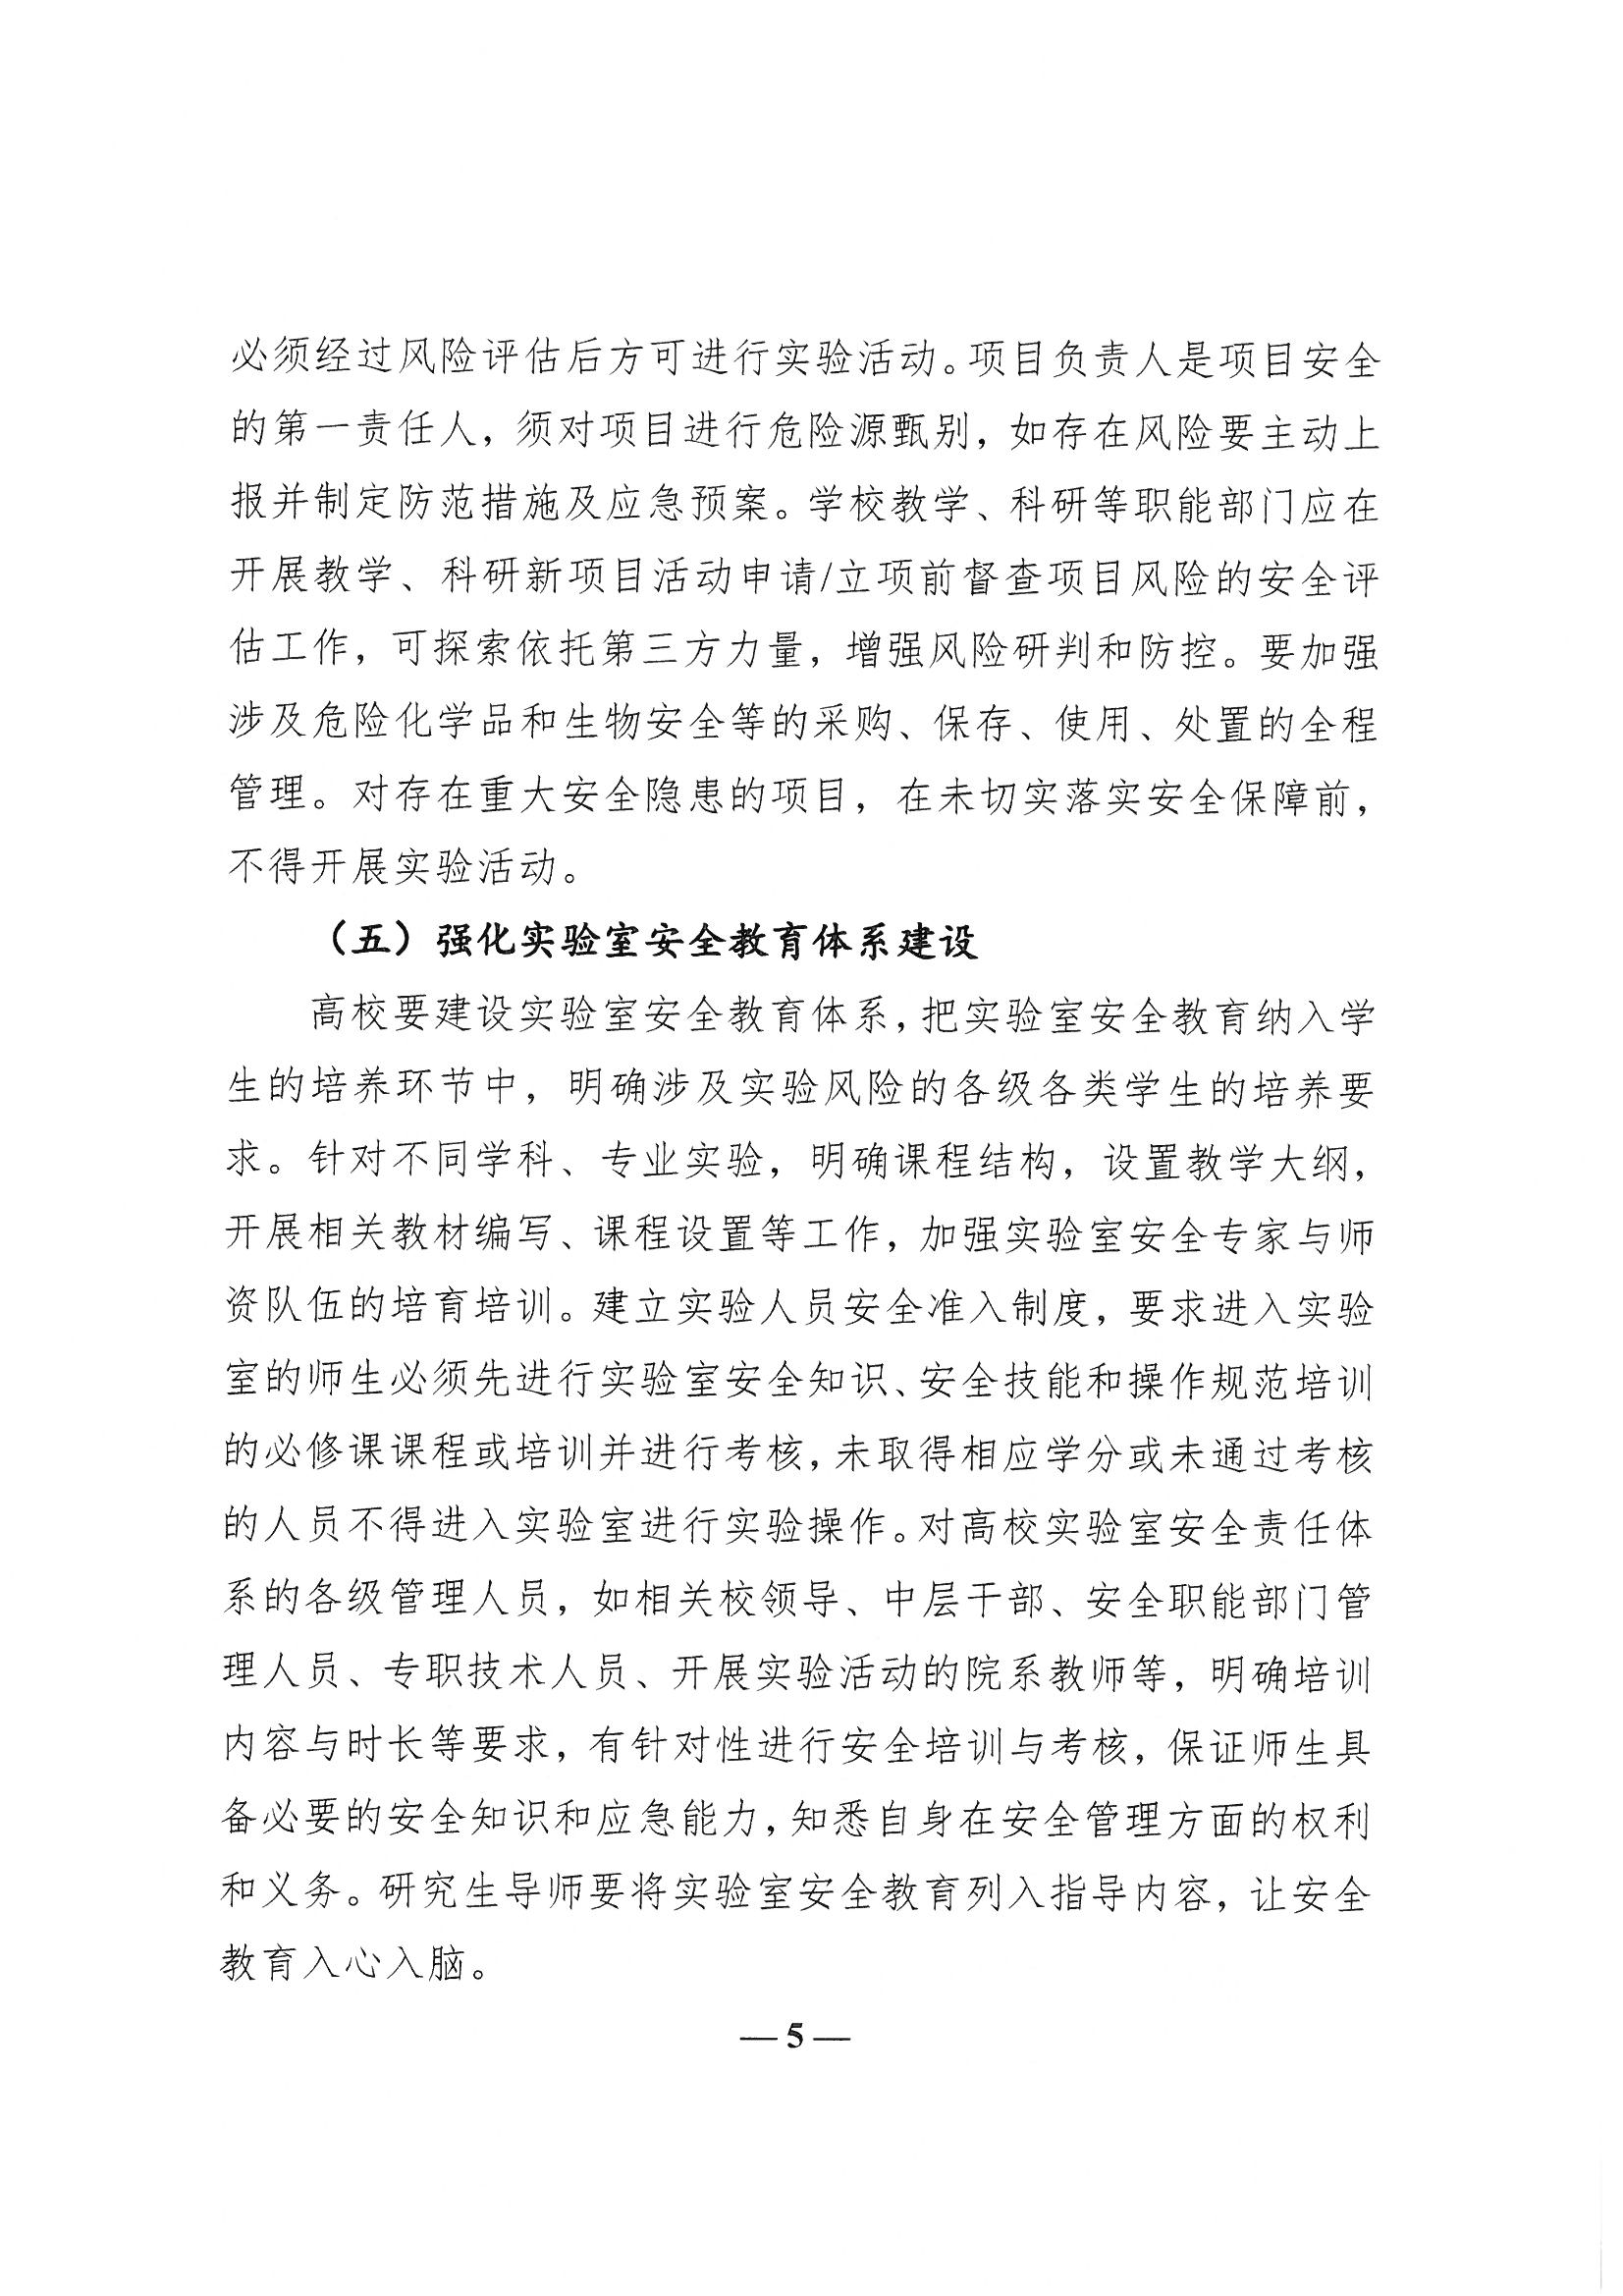 必须经过风险评估后方可进行实验活动。项目负责人是项目安全
的第一责任人，须对项目进行危险源甄别，如存在风险要主动上
报并制定防范措施及应急预案。学校教学、科研等职能部门应在
开展教学、科研新项目活动申请/立项前督查项目风险的安全评
估工作，可探索依托第三方力量，增强风险研判和防控。要加强
涉及危险化学品和生物安全等的采购、保存、使用、处置的全程
管理。对存在重大安全隐患的项目，在未切实落实安全保障前，
不得开展实验活动。
（五）强化实验室安全教育体系建设
高校要建设实验室安全教育体系，把实验室安全教育纳入学
生的培养环节中，明确涉及实验风险的各级各类学生的培养要
求。针对不同学科、专业实验，明确课程结构，设置教学大纲，
开展相关教材编写、课程设置等工作，加强实验室安全专家与师
资队伍的培育培训。建立实验人员安全准入制度，要求进入实验
室的师生必须先进行实验室安全知识、安全技能和操作规范培训
的必修课课程或培训并进行考核，未取得相应学分或未通过考核
的人员不得进入实验室进行实验操作。对高校实验室安全责任体
系的各级管理人员，如相关校领导、中层干部、安全职能部门管
理人员、专职技术人员、开展实验活动的院系教师等，明确培训
内容与时长等要求，有针对性进行安全培训与考核，保证师生具
备必要的安全知识和应急能力，知悉自身在安全管理方面的权利
和义务。研究生导师要将实验室安全教育列入指导内容，让安全
教育入心入脑。
— 5 —